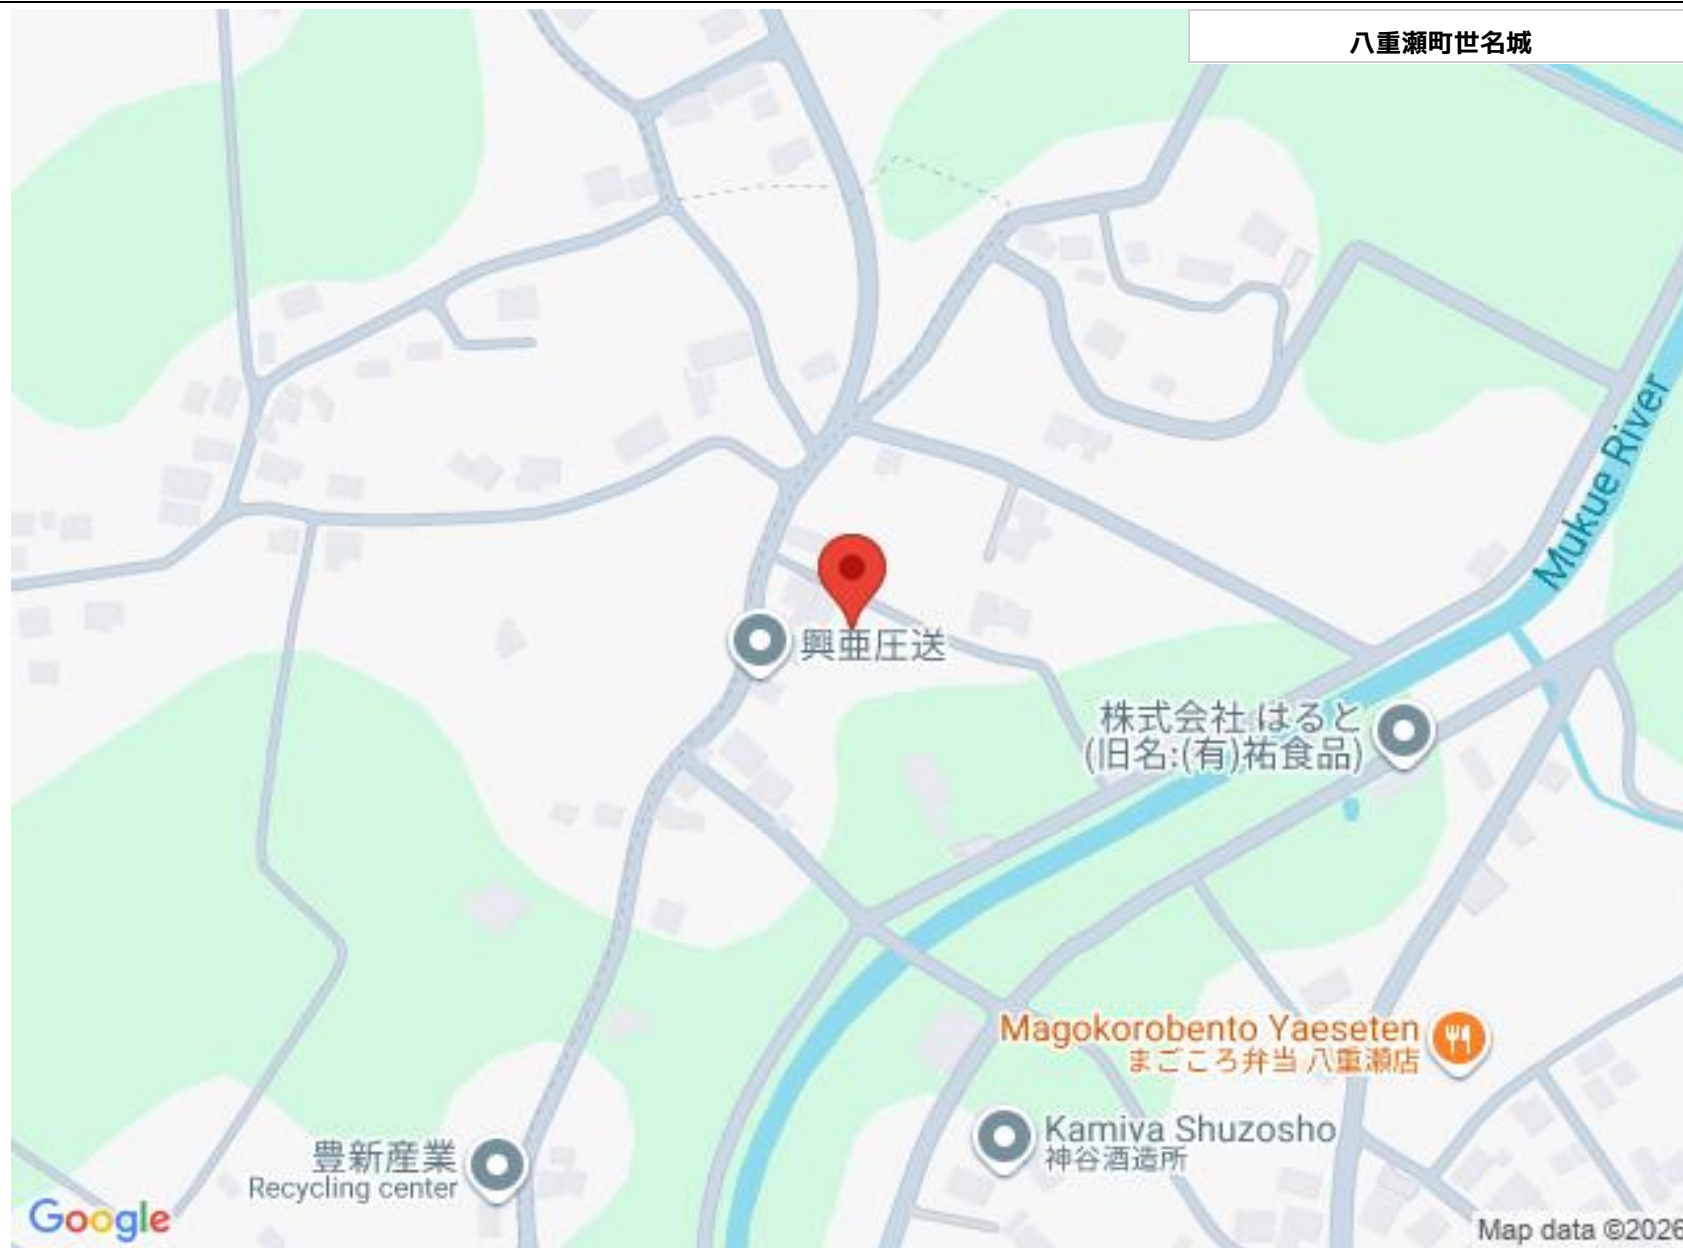 八重瀬町世名城
Mukue River
興亜圧送
株式会社 はると
(旧名:(有)祐食品)
Magokorobento Yaeseten
まごころ弁当 八重瀬店
Kamiya Shuzosho
神谷酒造所
豊新産業
Recycling center
Google
Map data ©2026